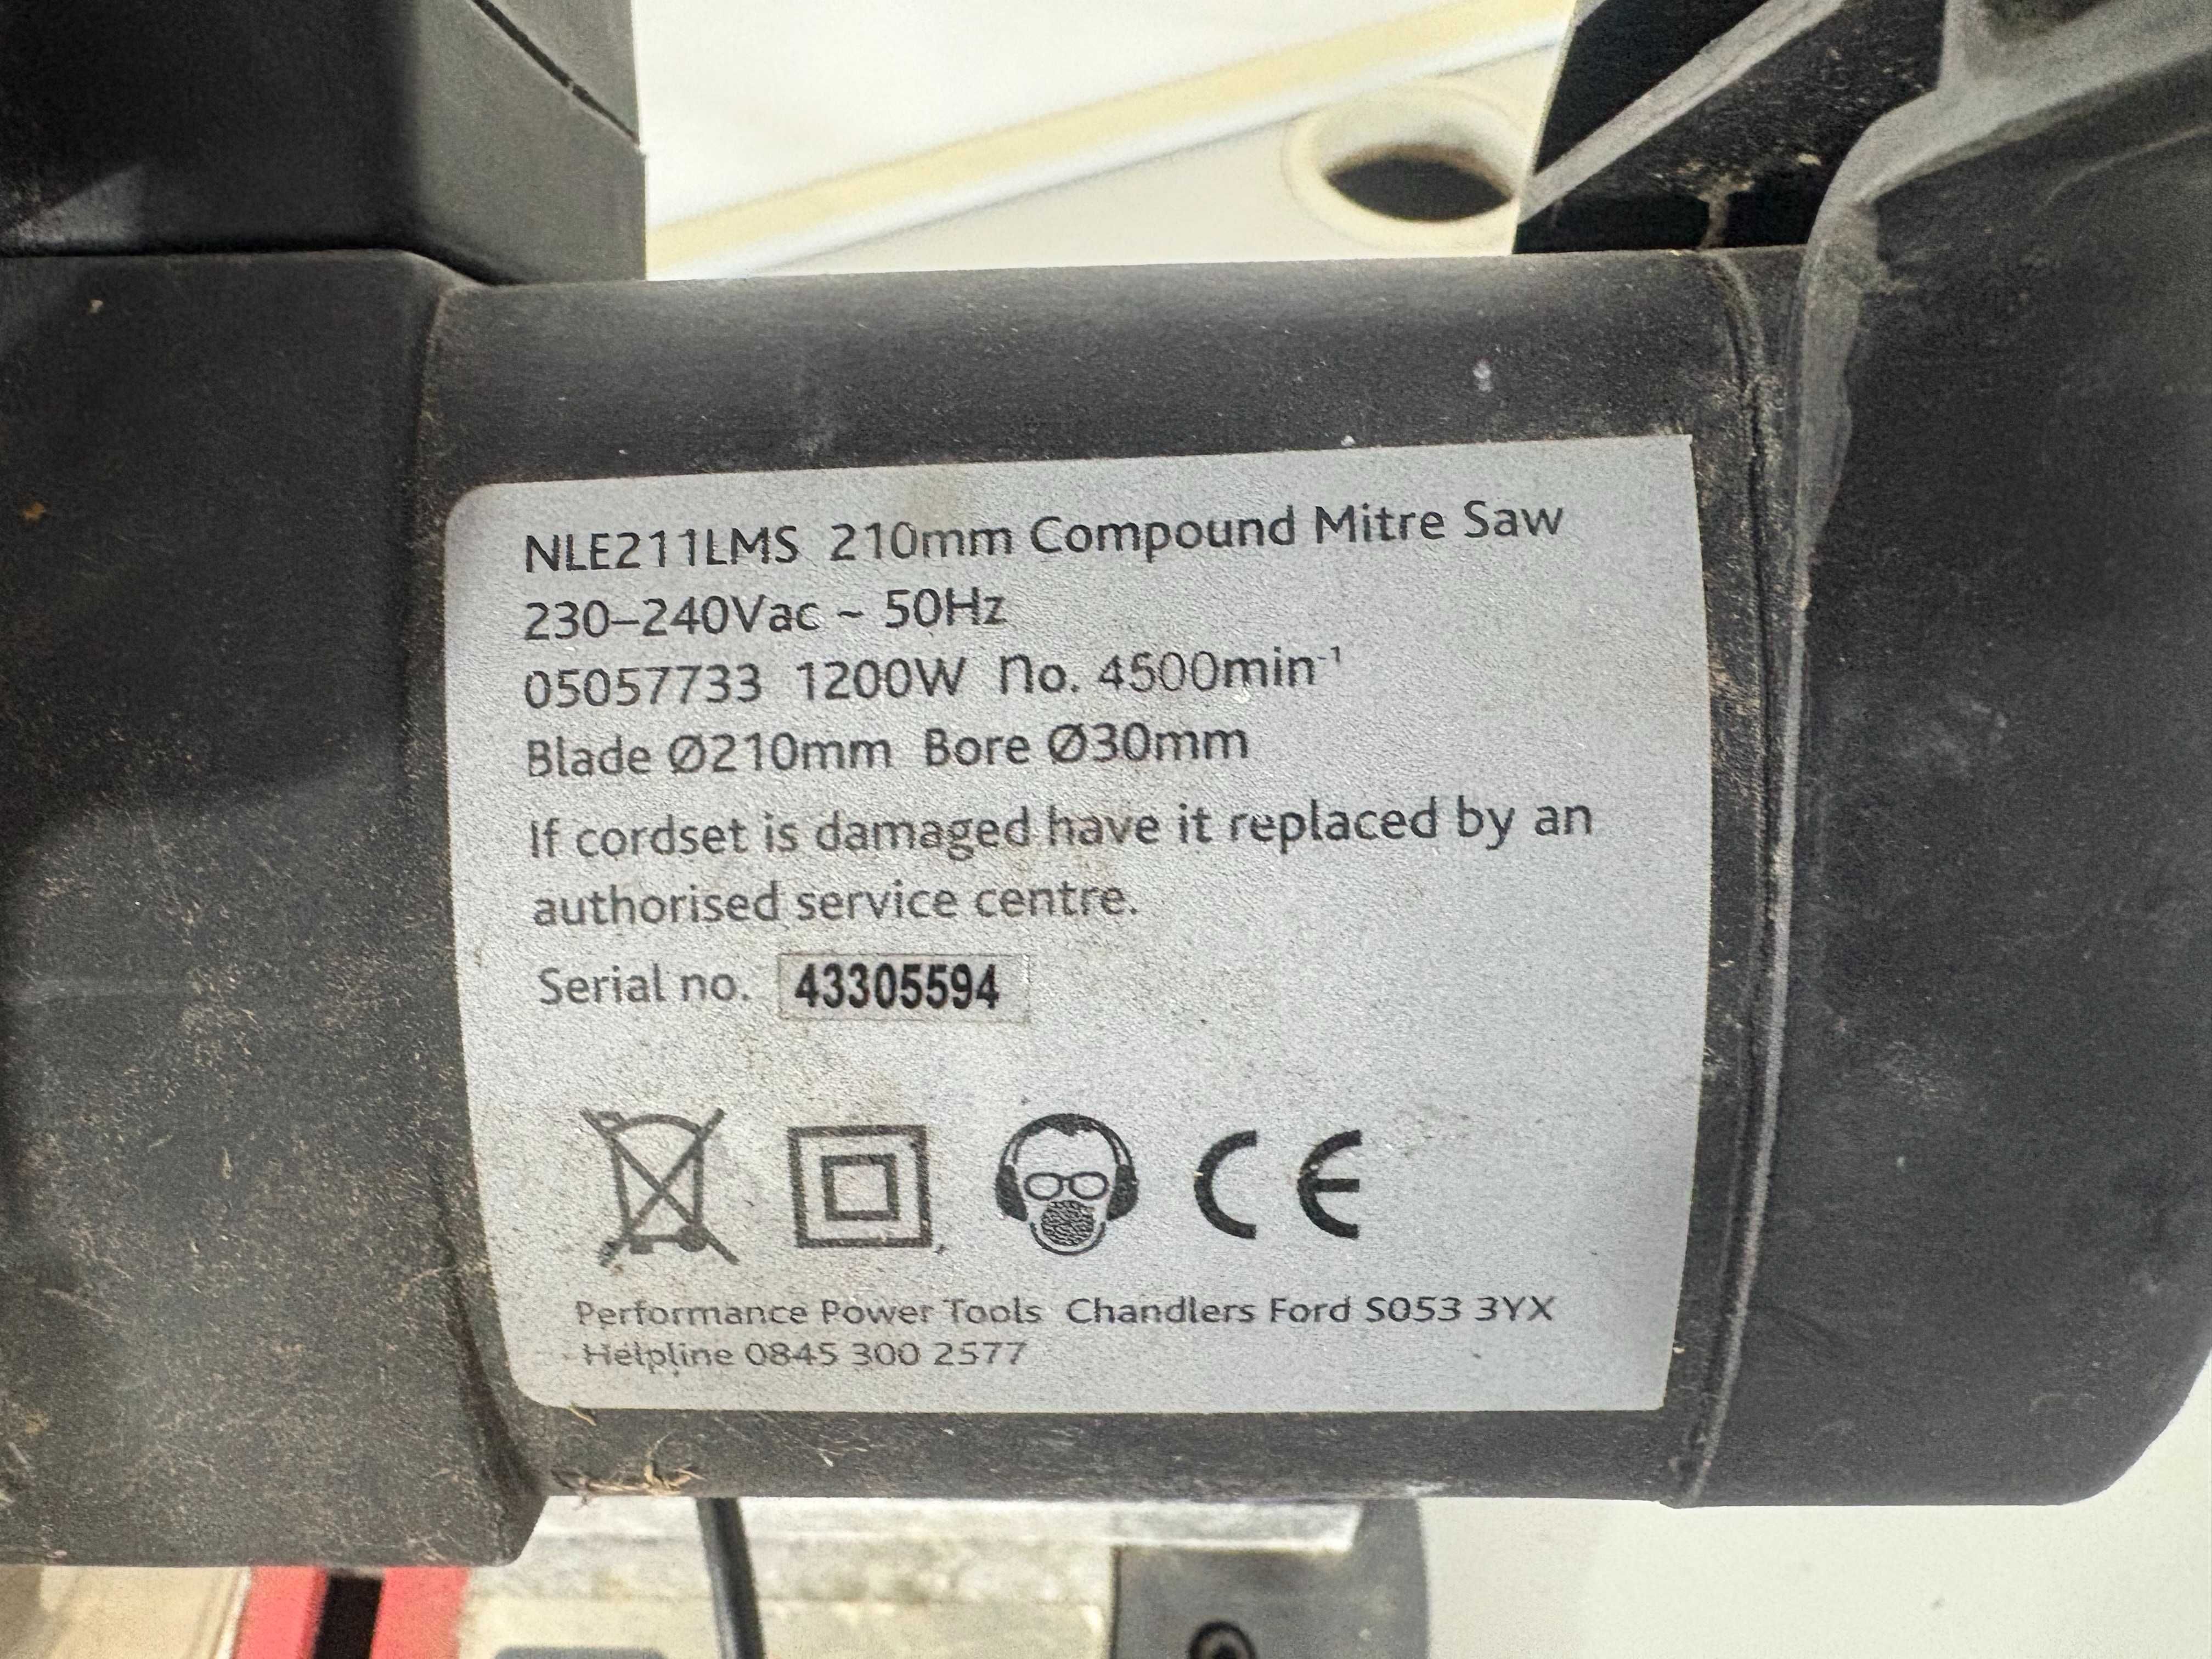 NLE211LMS 210mm Compound Mitre Saw
230–240Vac ~ 50Hz
05057733 1200W no. 4500min⁻¹
Blade Ø210mm Bore Ø30mm
If cordset is damaged have it replaced by an
authorised service centre.
Serial no. 43305594
CE
Performance Power Tools Chandlers Ford SO53 3YX
Helpline 0845 300 2577